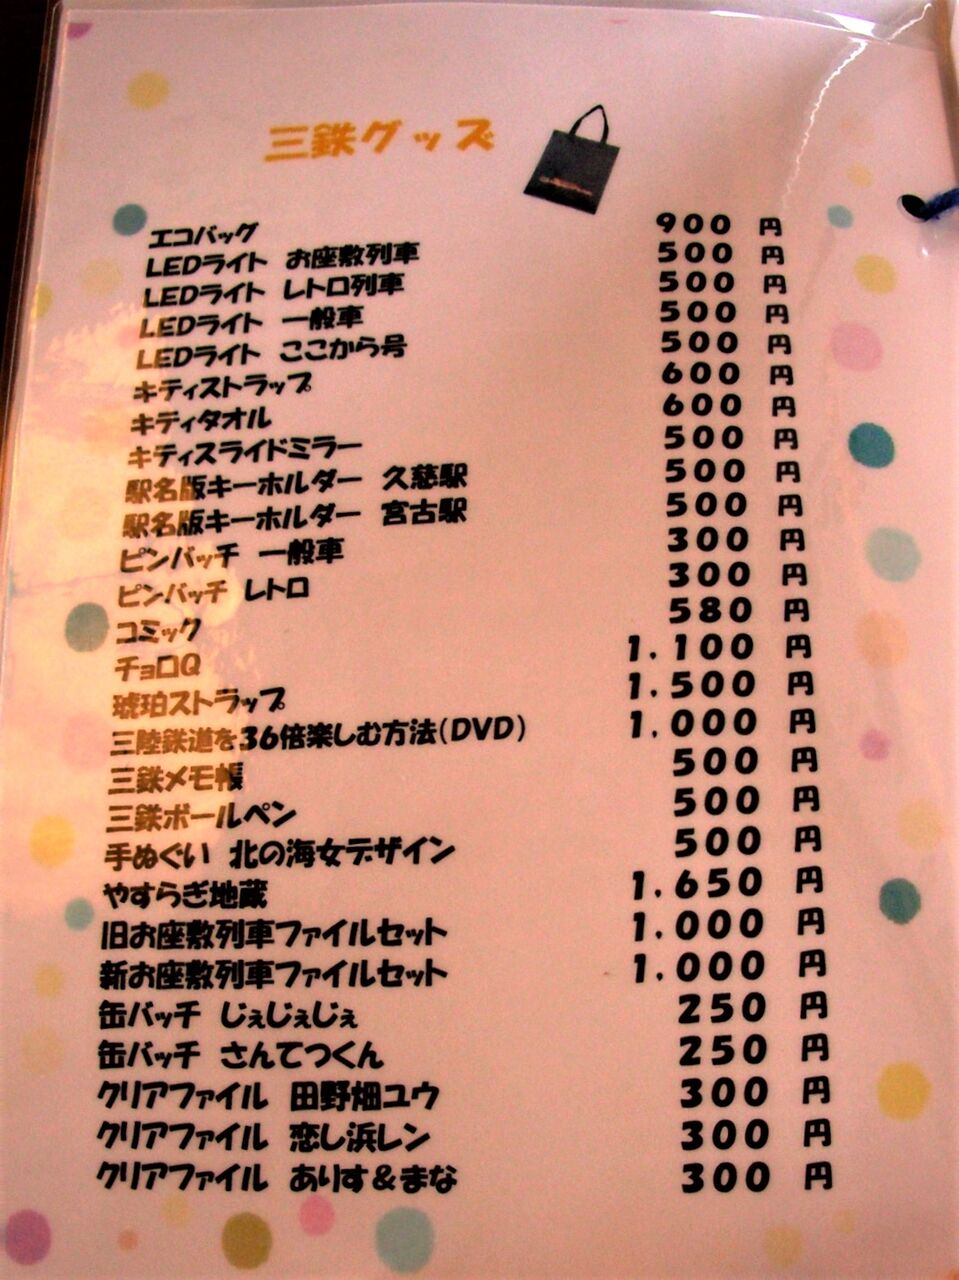 三鉄グッズ
エコバッグ 900 円
LEDライト お座敷列車 500 円
LEDライト レトロ列車 500 円
LEDライト 一般車 500 円
LEDライト ここから号 500 円
キティストラップ 600 円
キティタオル 600 円
キティスライドミラー 500 円
駅名版キーホルダー 久慈駅 500 円
駅名版キーホルダー 宮古駅 500 円
ピンバッチ 一般車 300 円
ピンバッチ レトロ 300 円
コミック 580 円
チョロQ 1,100 円
琥珀ストラップ 1,500 円
三陸鉄道を36倍楽しむ方法(DVD) 1,000 円
三鉄メモ帳 500 円
三鉄ボールペン 500 円
手ぬぐい 北の海女デザイン 500 円
やすらぎ地蔵 1,650 円
旧お座敷列車ファイルセット 1,000 円
新お座敷列車ファイルセット 1,000 円
缶バッチ じぇじぇじぇ 250 円
缶バッチ さんてつくん 250 円
クリアファイル 田野畑ユウ 300 円
クリアファイル 恋し浜レン 300 円
クリアファイル ありす＆まな 300 円